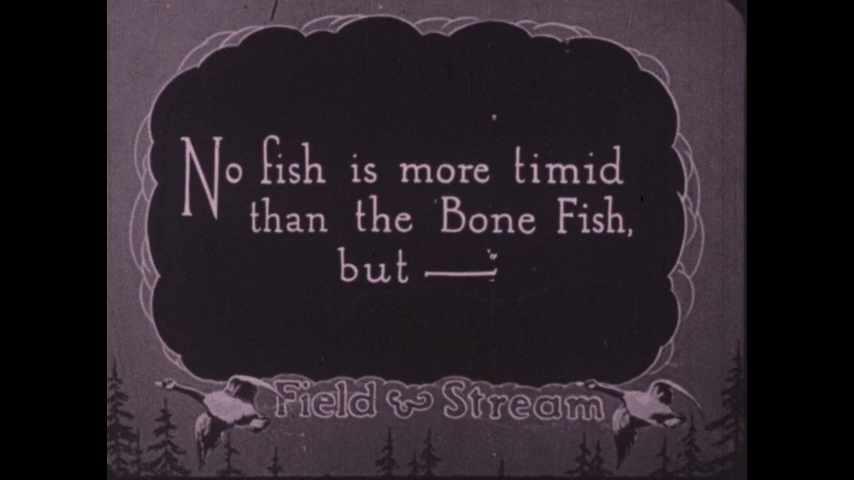 No fish is more timid
than the Bone Fish,
but —
Field & Stream